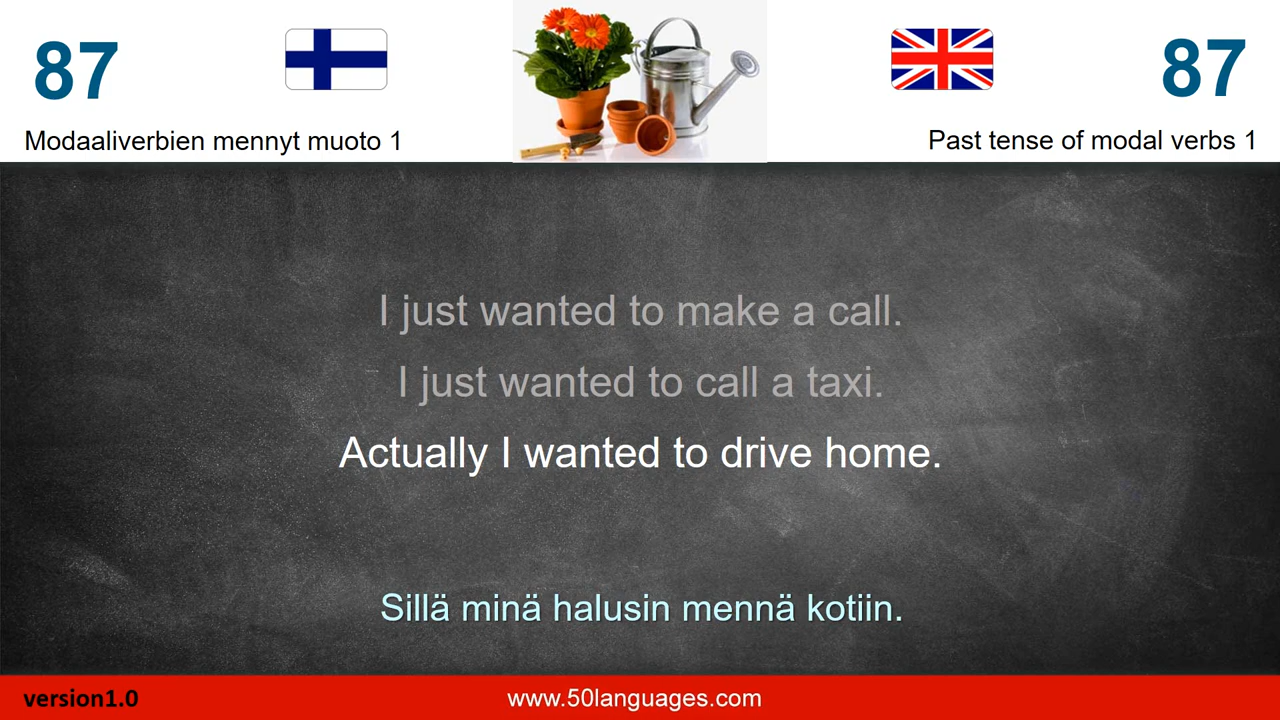 87
87
Modaaliverbien mennyt muoto 1
Past tense of modal verbs 1
I just wanted to make a call.
I just wanted to call a taxi.
Actually I wanted to drive home.
Sillä minä halusin mennä kotiin.
version1.0
www.50languages.com